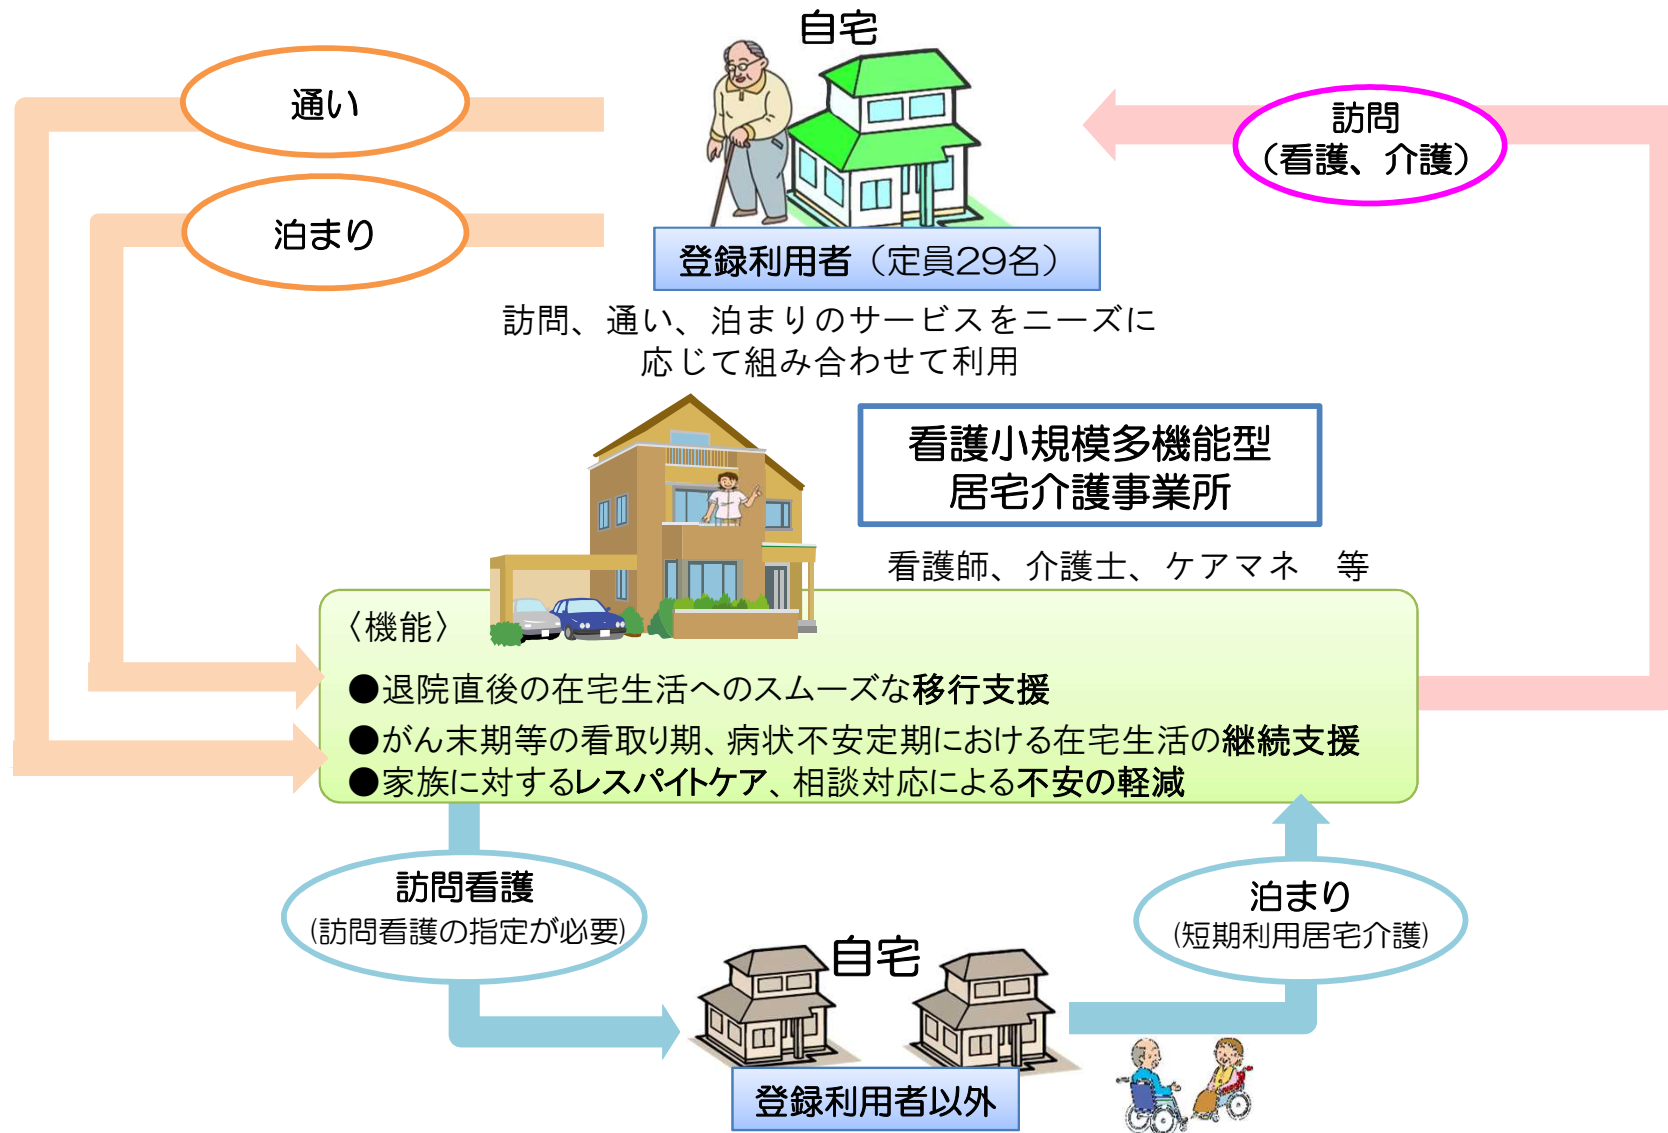 自宅
通い
訪問
（看護、介護）
泊まり
登録利用者（定員29名）
訪問、通い、泊まりのサービスをニーズに
応じて組み合わせて利用
看護小規模多機能型
居宅介護事業所
看護師、介護士、ケアマネ　等
〈機能〉
●退院直後の在宅生活へのスムーズな移行支援
●がん末期等の看取り期、病状不安定期における在宅生活の継続支援
●家族に対するレスパイトケア、相談対応による不安の軽減
訪問看護
(訪問看護の指定が必要)
泊まり
(短期利用居宅介護)
自宅
登録利用者以外